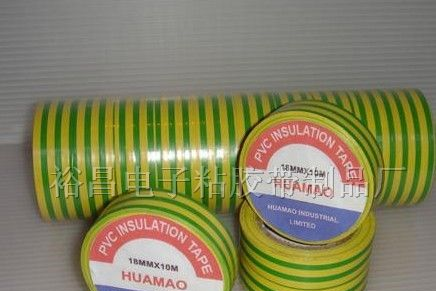 PVC INSULATION TAPE
18MMX10M
HUAMAO
HUAMAO INDUSTRIAL
LIMITED
裕昌电子粘胶带制品厂
PVC INSULATION TAPE
18MMX10M
HUAMAO